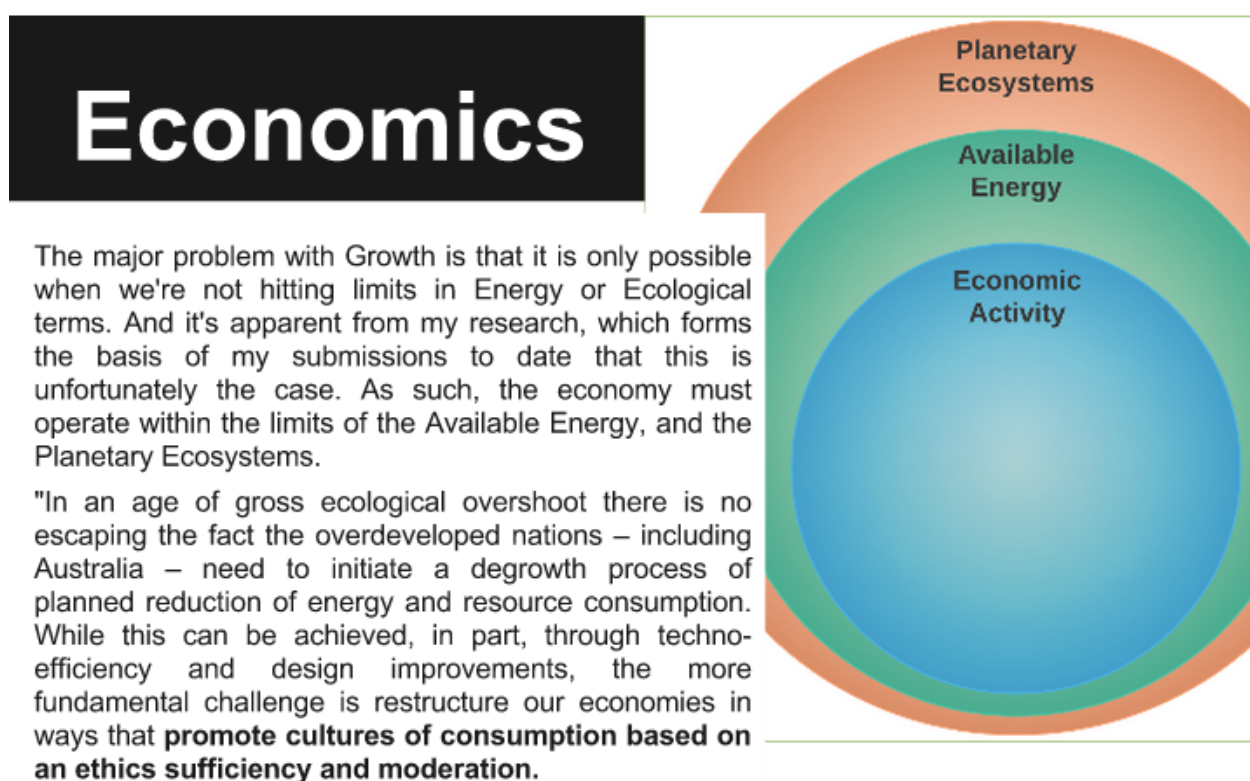 Economics
The major problem with Growth is that it is only possible
when we're not hitting limits in Energy or Ecological
terms. And it's apparent from my research, which forms
the basis of my submissions to date that this is
unfortunately the case. As such, the economy must
operate within the limits of the Available Energy, and the
Planetary Ecosystems.
"In an age of gross ecological overshoot there is no
escaping the fact the overdeveloped nations – including
Australia – need to initiate a degrowth process of
planned reduction of energy and resource consumption.
While this can be achieved, in part, through techno-
efficiency and design improvements, the more
fundamental challenge is restructure our economies in
ways that promote cultures of consumption based on
an ethics sufficiency and moderation.
Planetary
Ecosystems
Available
Energy
Economic
Activity